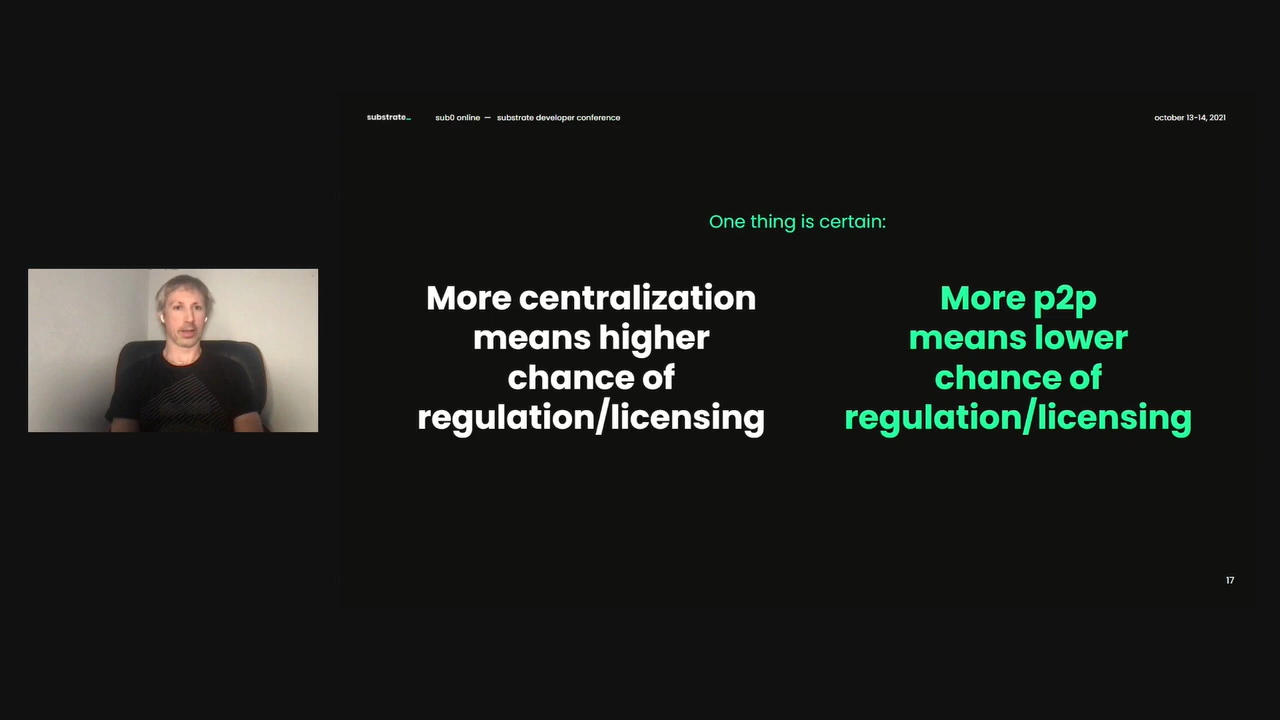 substrate_ sub0 online — substrate developer conference october 13-14, 2021
One thing is certain:
More centralization
means higher
chance of
regulation/licensing
More p2p
means lower
chance of
regulation/licensing
17